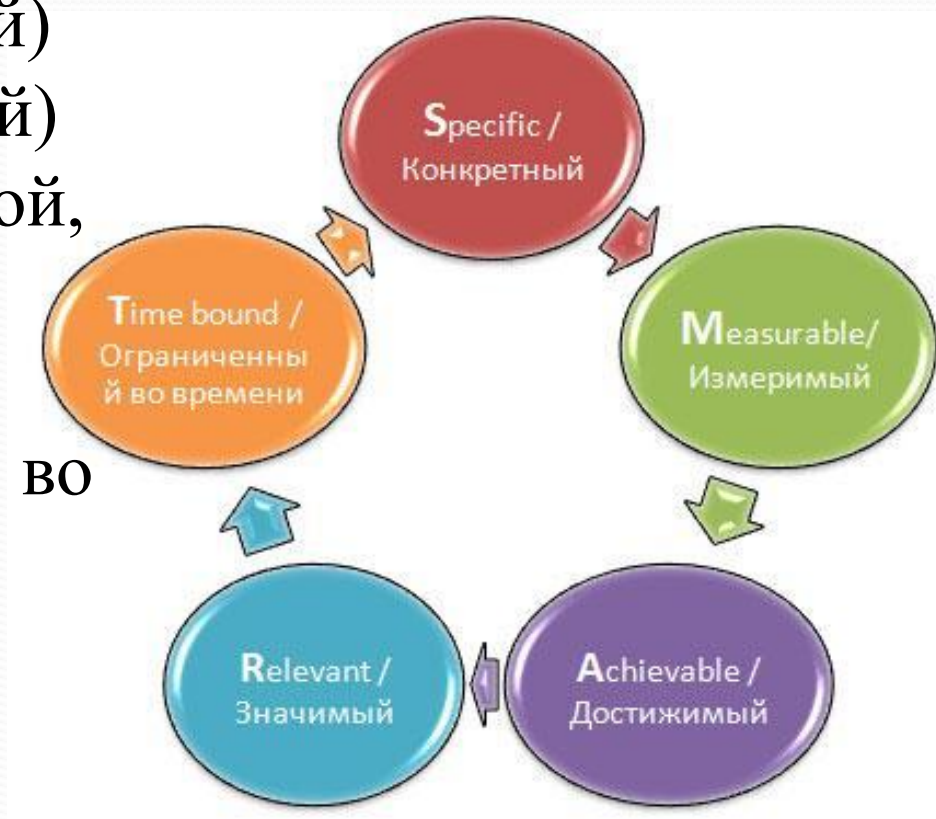 й)
й)
ой,
во
Specific /
Конкретный
Measurable/
Измеримый
Achievable /
Достижимый
Relevant /
Значимый
Time bound /
Ограниченны
й во времени